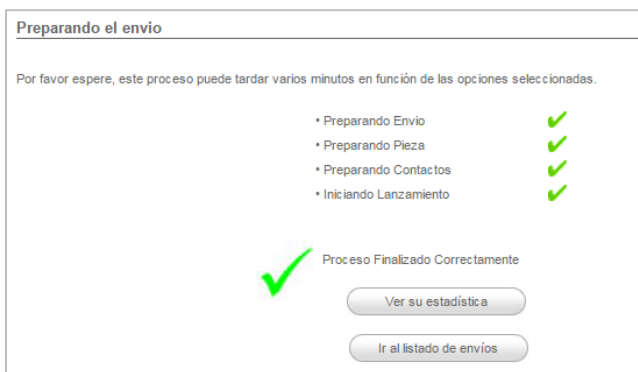 Preparando el envio
Por favor espere, este proceso puede tardar varios minutos en función de las opciones seleccionadas.
• Preparando Envio
• Preparando Pieza
• Preparando Contactos
• Iniciando Lanzamiento
Proceso Finalizado Correctamente
Ver su estadística
Ir al listado de envíos